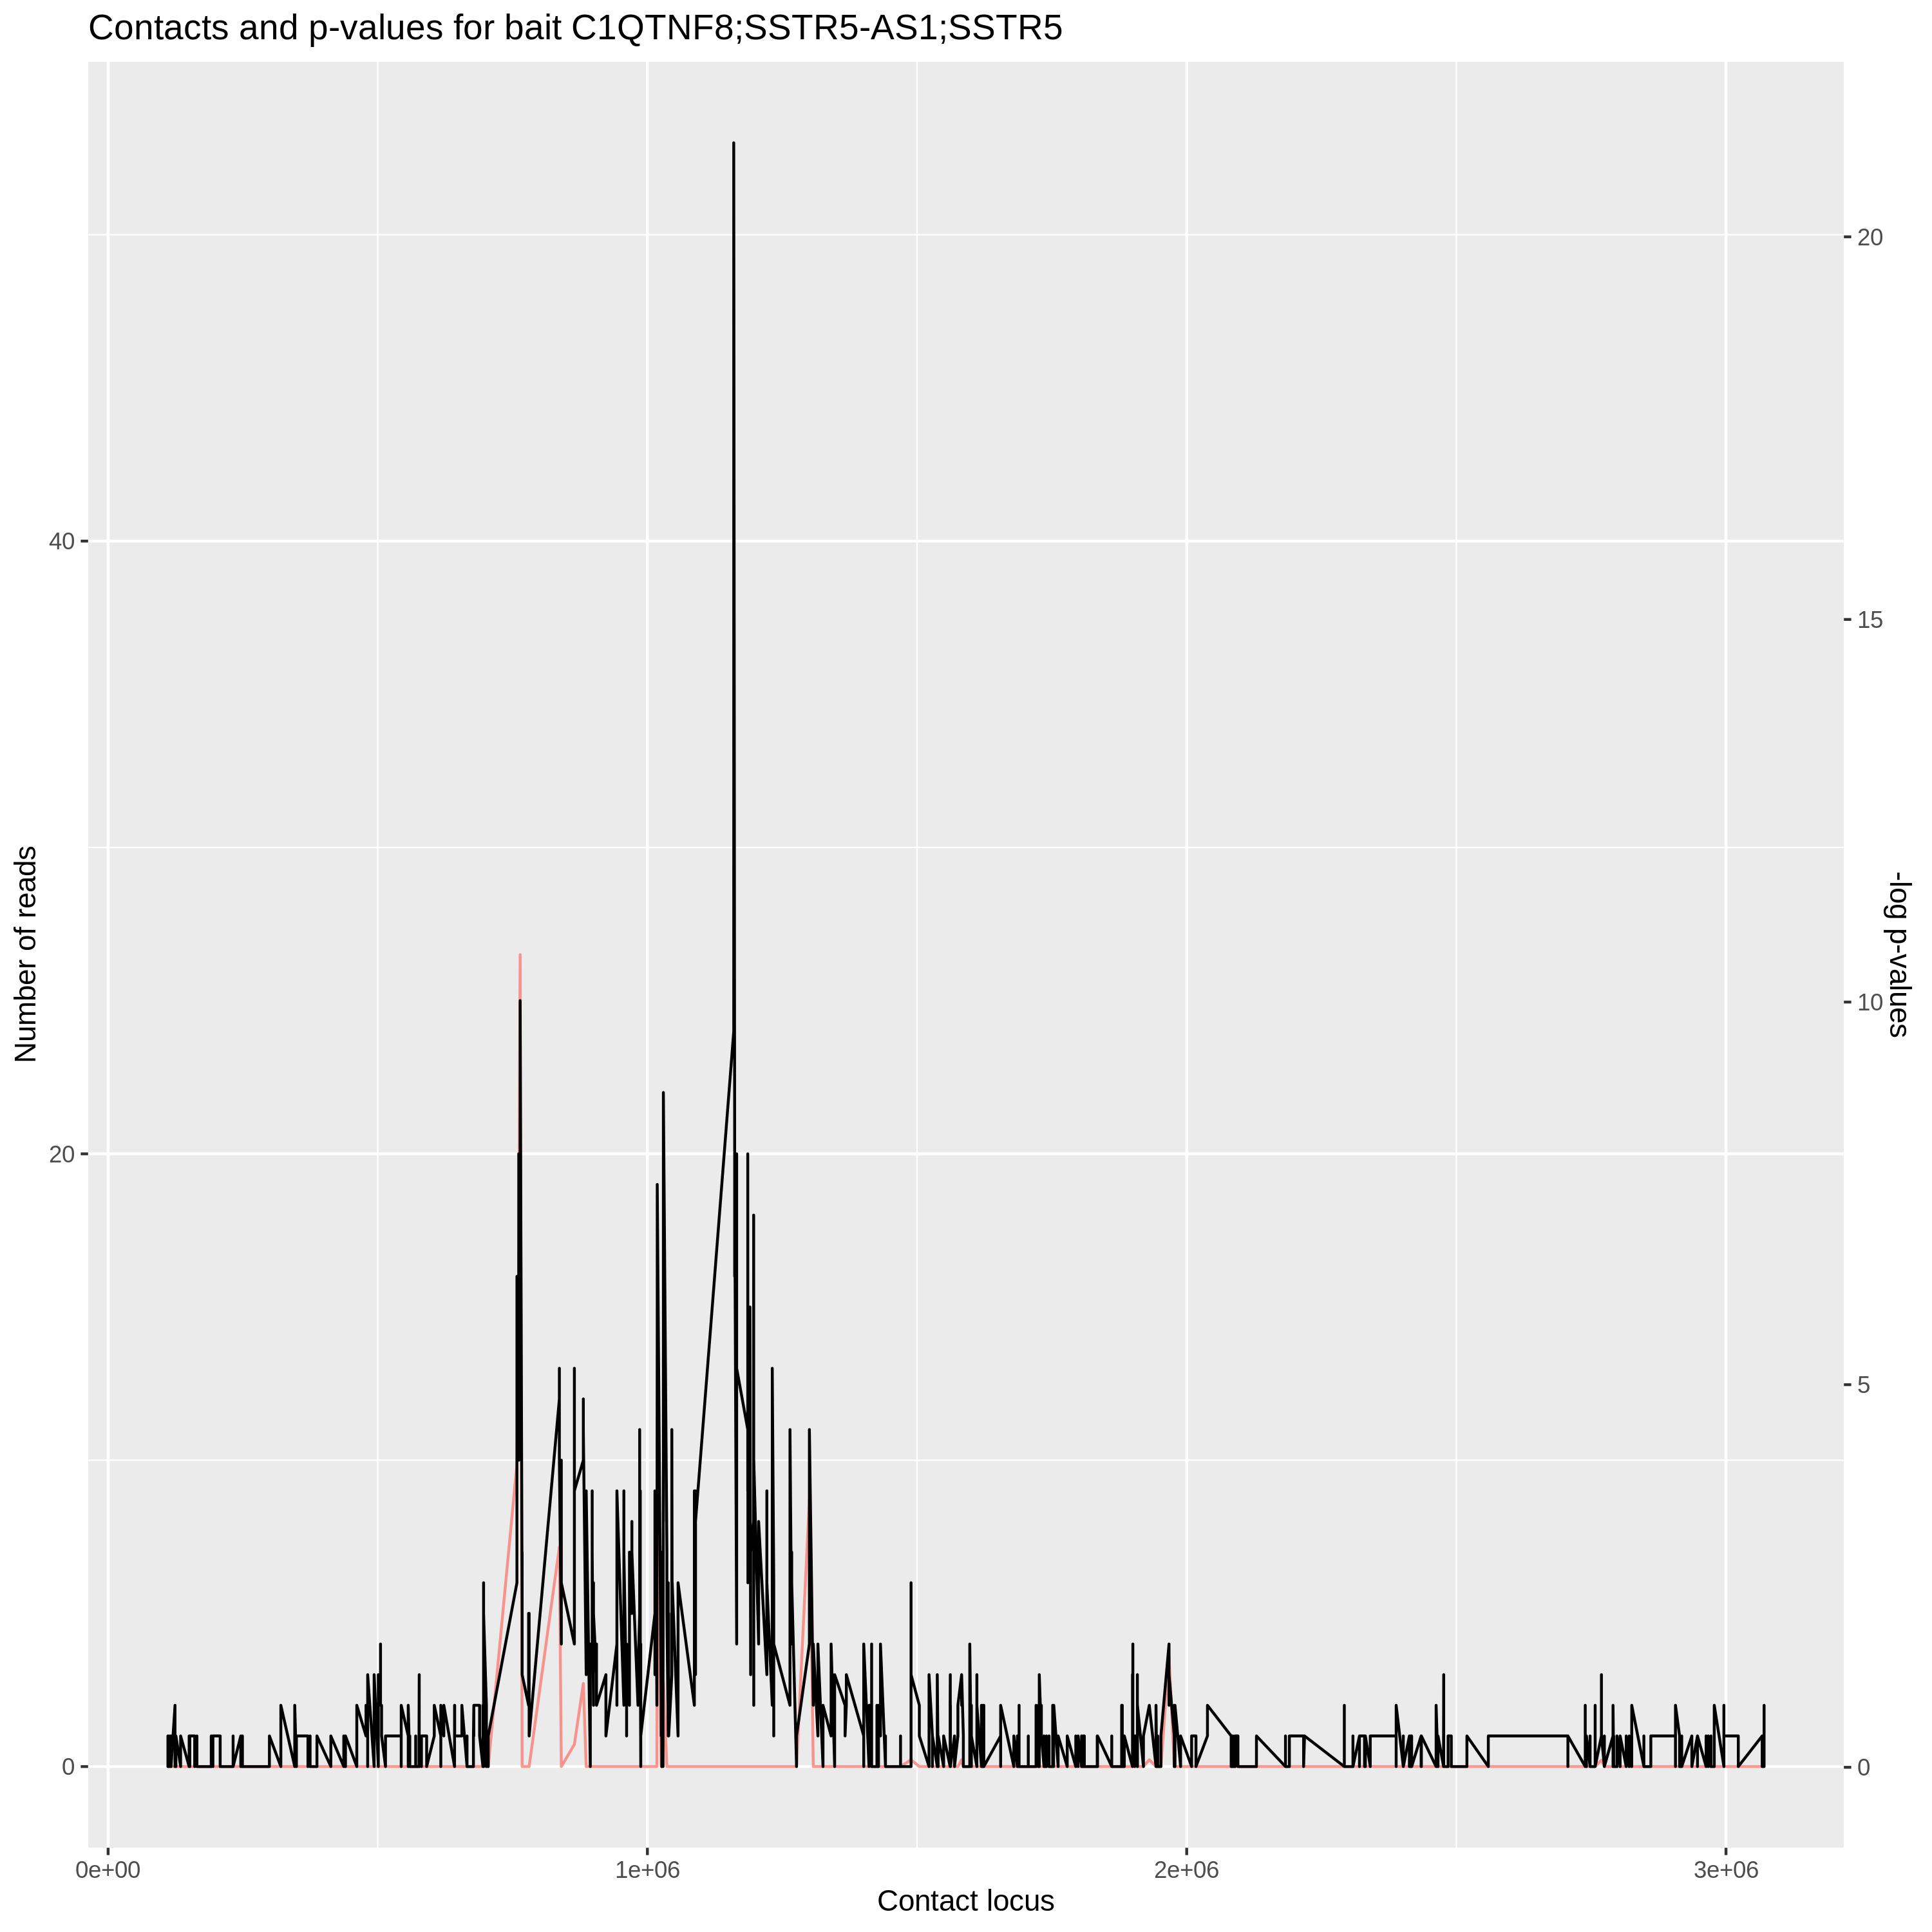 Contacts and p-values for bait C1QTNF8;SSTR5-AS1;SSTR5
Number of reads
40
20
0
20
15
10
5
0
-log p-values
0e+00 1e+06 2e+06 3e+06
Contact locus